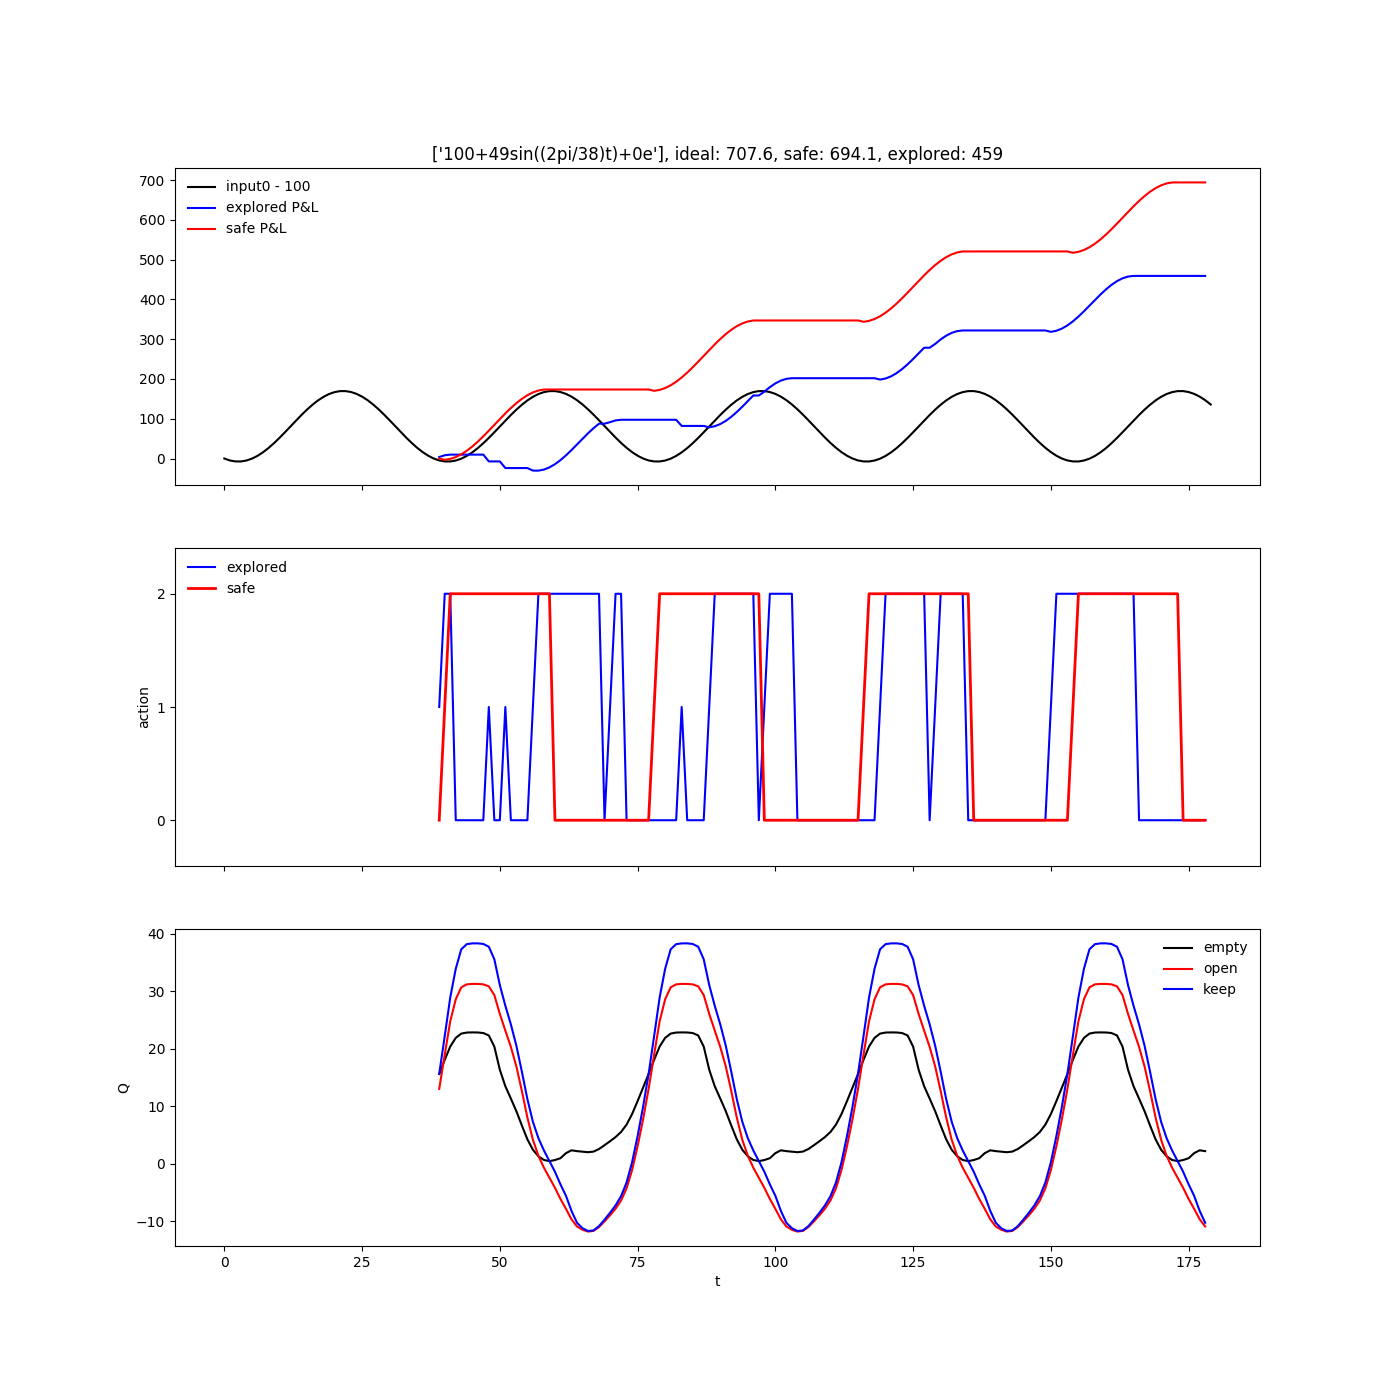 ['100+49sin((2pi/38)t)+0e'], ideal: 707.6, safe: 694.1, explored: 459
700
600
500
400
300
200
100
0
input0 - 100
explored P&L
safe P&L
action
2
1
0
explored
safe
Q
40
30
20
10
0
−10
empty
open
keep
0 25 50 75 100 125 150 175
t